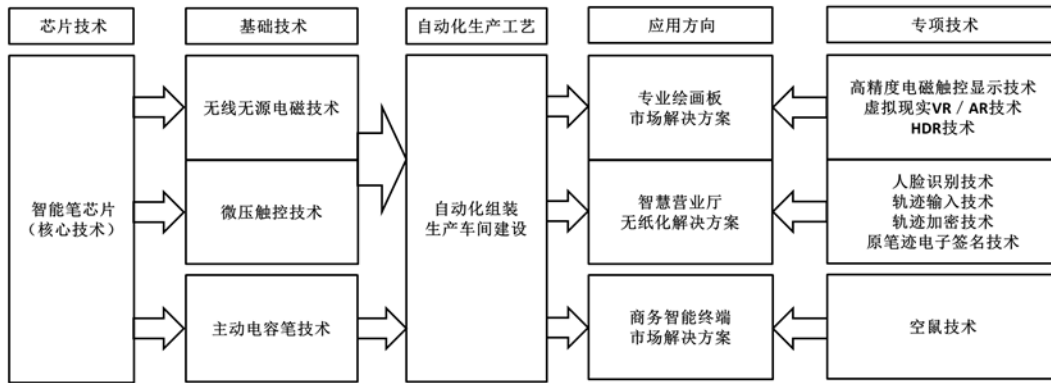 芯片技术
基础技术
自动化生产工艺
应用方向
专项技术
智能笔芯片
（核心技术）
无线无源电磁技术
微压触控技术
主动电容笔技术
自动化组装
生产车间建设
专业绘画板
市场解决方案
智慧营业厅
无纸化解决方案
商务智能终端
市场解决方案
高精度电磁触控显示技术
虚拟现实VR／AR技术
HDR技术
人脸识别技术
轨迹输入技术
轨迹加密技术
原笔迹电子签名技术
空鼠技术